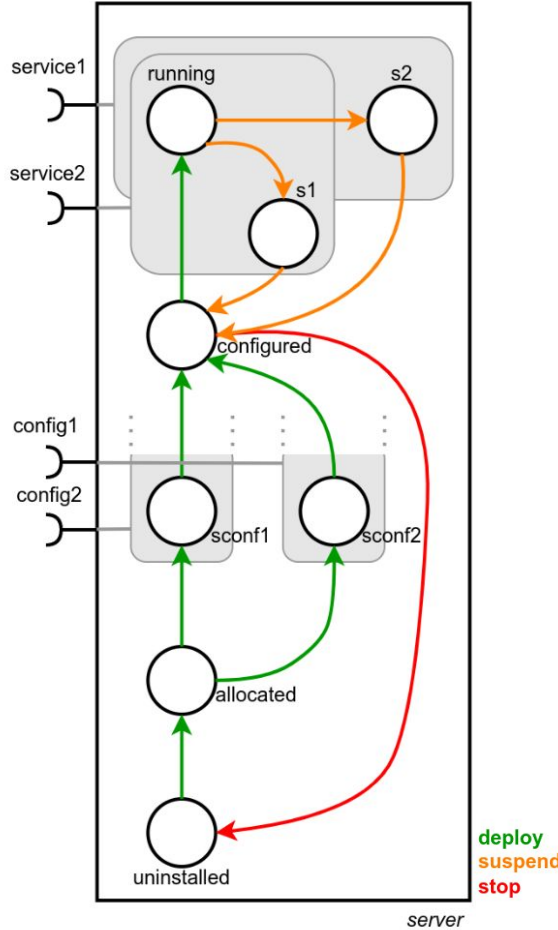 service1
running
s2
service2
s1
configured
config1
config2
sconf1
sconf2
allocated
uninstalled
deploy
suspend
stop
server